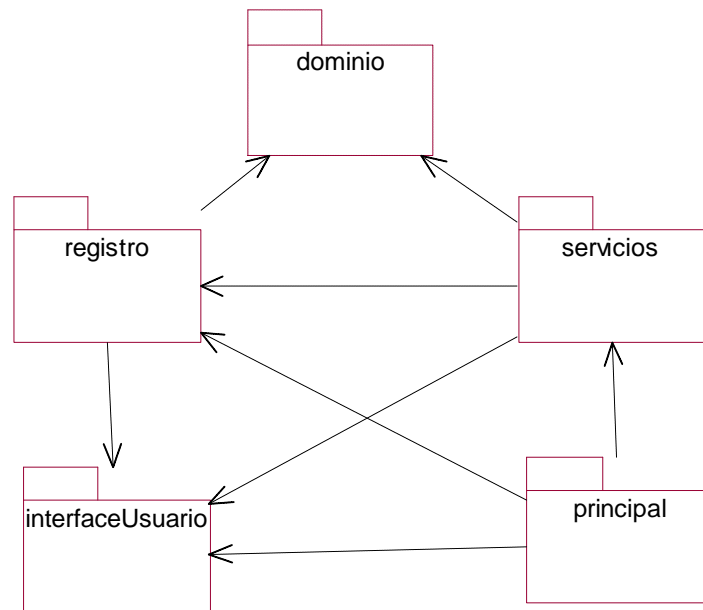 dominio
registro
servicios
interfaceUsuario
principal